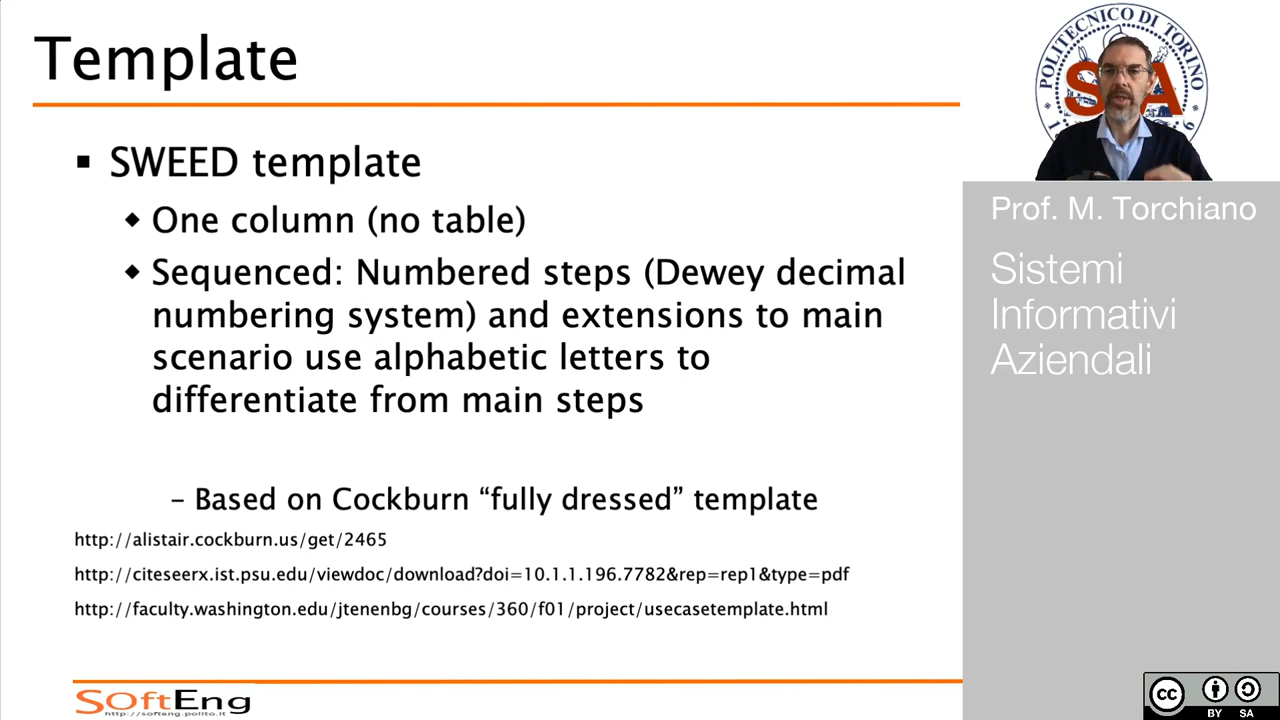 Template
▪ SWEED template
◆ One column (no table)
◆ Sequenced: Numbered steps (Dewey decimal
numbering system) and extensions to main
scenario use alphabetic letters to
differentiate from main steps
– Based on Cockburn “fully dressed” template
http://alistair.cockburn.us/get/2465
http://citeseerx.ist.psu.edu/viewdoc/download?doi=10.1.1.196.7782&rep=rep1&type=pdf
http://faculty.washington.edu/jtenenbg/courses/360/f01/project/usecasetemplate.html
SOftEng
http://softeng.polito.it
POLITECNICO DI TORINO
Prof. M. Torchiano
Sistemi
Informativi
Aziendali
cc
BY SA